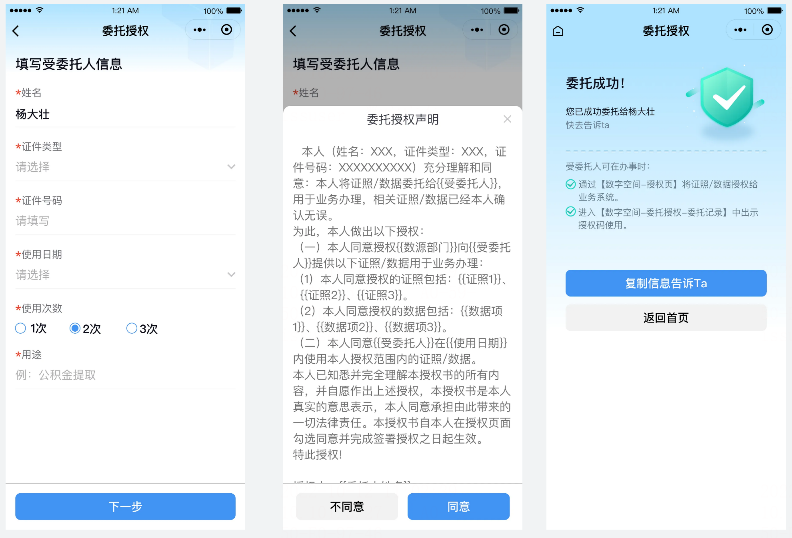 1:21 AM
100%
委托授权
填写受委托人信息
*姓名
杨大壮
*证件类型
请选择
*证件号码
请填写
*使用日期
请选择
*使用次数
1次
2次
3次
*用途
例：公积金提取
下一步
1:21 AM
100%
委托授权
填写受委托人信息
*姓名
委托授权声明
本人（姓名：XXX，证件类型：XXX，证
件号码：XXXXXXXXXX）充分理解和同
意：本人将证照/数据委托给{{受委托人}}，
用于业务办理，相关证照/数据已经本人确
认无误。
为此，本人做出以下授权：
（一）本人同意授权{{数源部门}}向{{受委托
人}}提供以下证照/数据用于业务办理：
（1）本人同意授权的证照包括：{{证照1}}、
{{证照2}}、{{证照3}}。
（2）本人同意授权的数据包括：{{数据项
1}}、{{数据项2}}、{{数据项3}}。
（二）本人同意{{受委托人}}在{{使用日期}}
内使用本人授权范围内的证照/数据。
本人已知悉并完全理解本授权书的所有内
容，并自愿作出上述授权，本授权书是本人
真实的意思表示，本人同意承担由此带来的
一切法律责任。本授权书自本人在授权页面
勾选同意并完成签署授权之日起生效。
特此授权！
不同意
同意
1:21 AM
100%
委托授权
委托成功！
您已成功委托给杨大壮
快去告诉ta
受委托人可在办事时：
通过【数字空间-授权页】将证照/数据授权给
业务系统。
进入【数字空间-委托授权-委托记录】中出示
授权码使用。
复制信息告诉Ta
返回首页